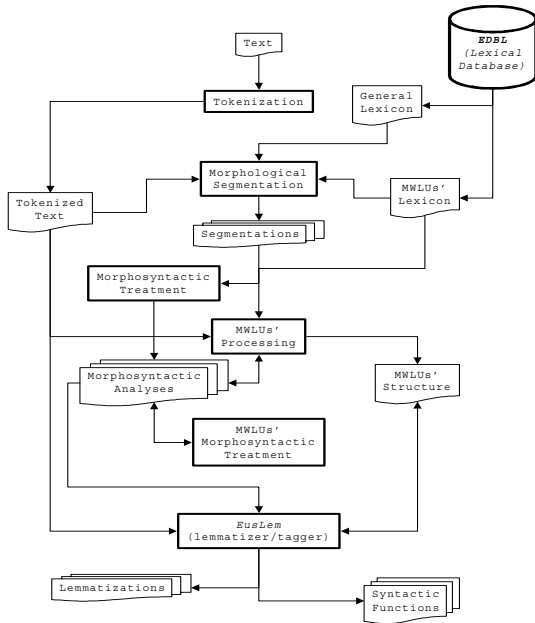 EDBL
(Lexical
Database)
Text
Tokenization
General
Lexicon
Morphological
Segmentation
Tokenized
Text
MWLUs'
Lexicon
Segmentations
Morphosyntactic
Treatment
MWLUs'
Processing
Morphosyntactic
Analyses
MWLUs'
Structure
MWLUs'
Morphosyntactic
Treatment
EusLem
(lemmatizer/tagger)
Lemmatizations
Syntactic
Functions